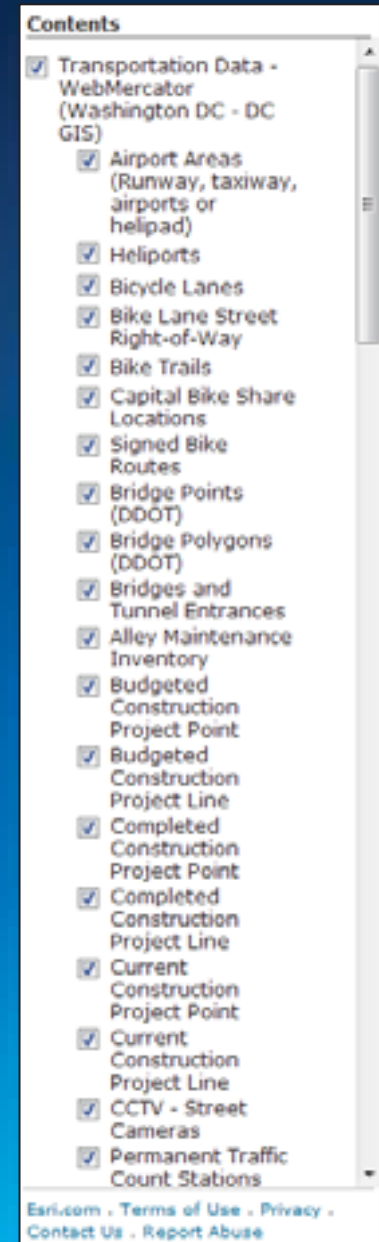 Contents
Transportation Data -
WebMercator
(Washington DC - DC
GIS)
Airport Areas
(Runway, taxiway,
airports or
helipad)
Heliports
Bicycle Lanes
Bike Lane Street
Right-of-Way
Bike Trails
Capital Bike Share
Locations
Signed Bike
Routes
Bridge Points
(DDOT)
Bridge Polygons
(DDOT)
Bridges and
Tunnel Entrances
Alley Maintenance
Inventory
Budgeted
Construction
Project Point
Budgeted
Construction
Project Line
Completed
Construction
Project Point
Completed
Construction
Project Line
Current
Construction
Project Point
Current
Construction
Project Line
CCTV - Street
Cameras
Permanent Traffic
Count Stations
Esri.com . Terms of Use . Privacy .
Contact Us . Report Abuse